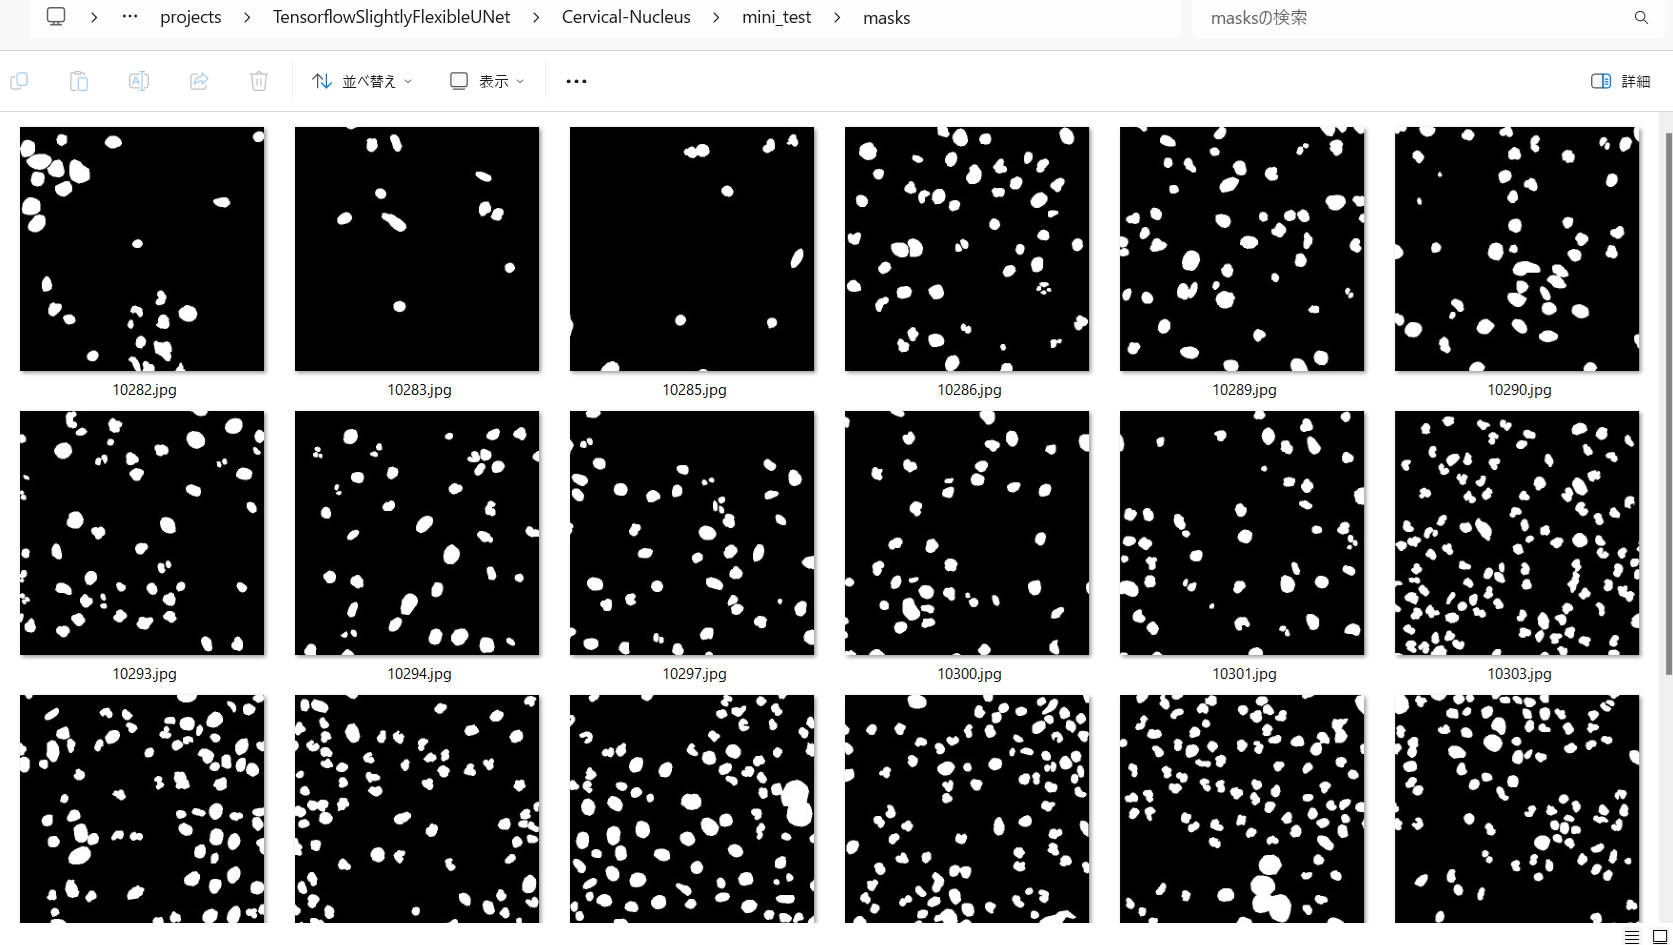 projects > TensorflowSlightlyFlexibleUNet > Cervical-Nucleus > mini_test > masks
masksの検索
並べ替え
表示
詳細
10282.jpg
10283.jpg
10285.jpg
10286.jpg
10289.jpg
10290.jpg
10293.jpg
10294.jpg
10297.jpg
10300.jpg
10301.jpg
10303.jpg